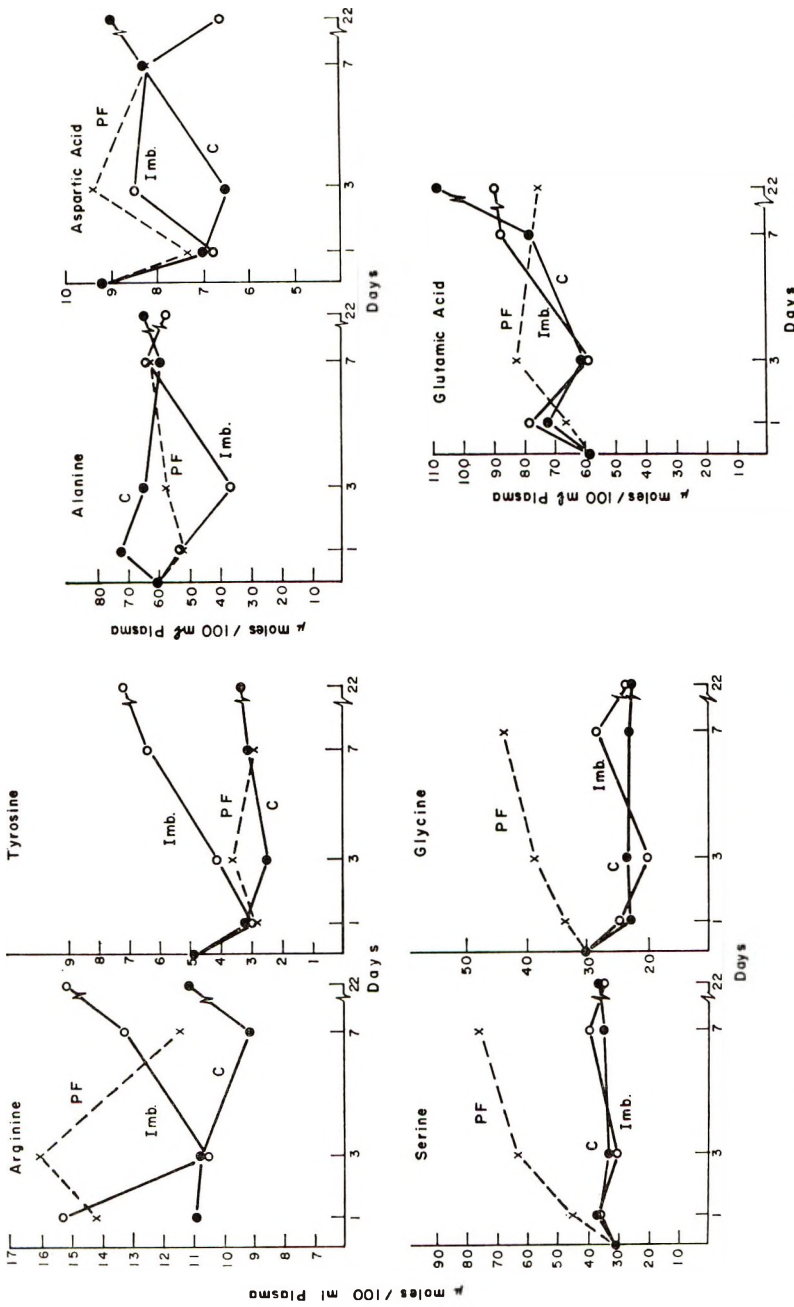 Arginine
17 16 15 14 13 12 11 10 9 8 7
PF
Imb.
C
1 3 7 22
Tyrosine
9 8 7 6 5 4 3 2 1
Imb.
PF
C
1 3 7 22
Days
Alanine
80 70 60 50 40 30 20 10
C
PF
Imb.
1 3 7 22
μ moles / 100 ml Plasma
Aspartic Acid
10 9 8 7 6 5
PF
Imb.
C
1 3 7 22
Days
μ moles / 100 ml Plasma
Serine
90 80 70 60 50 40 30 20
PF
C
Imb.
1 3 7 22
Glycine
50 40 30 20
PF
Imb.
C
1 3 7 22
Days
Glutamic Acid
110 100 90 80 70 60 50 40 30 20 10
PF
Imb.
C
1 3 7 22
Days
μ moles / 100 ml Plasma